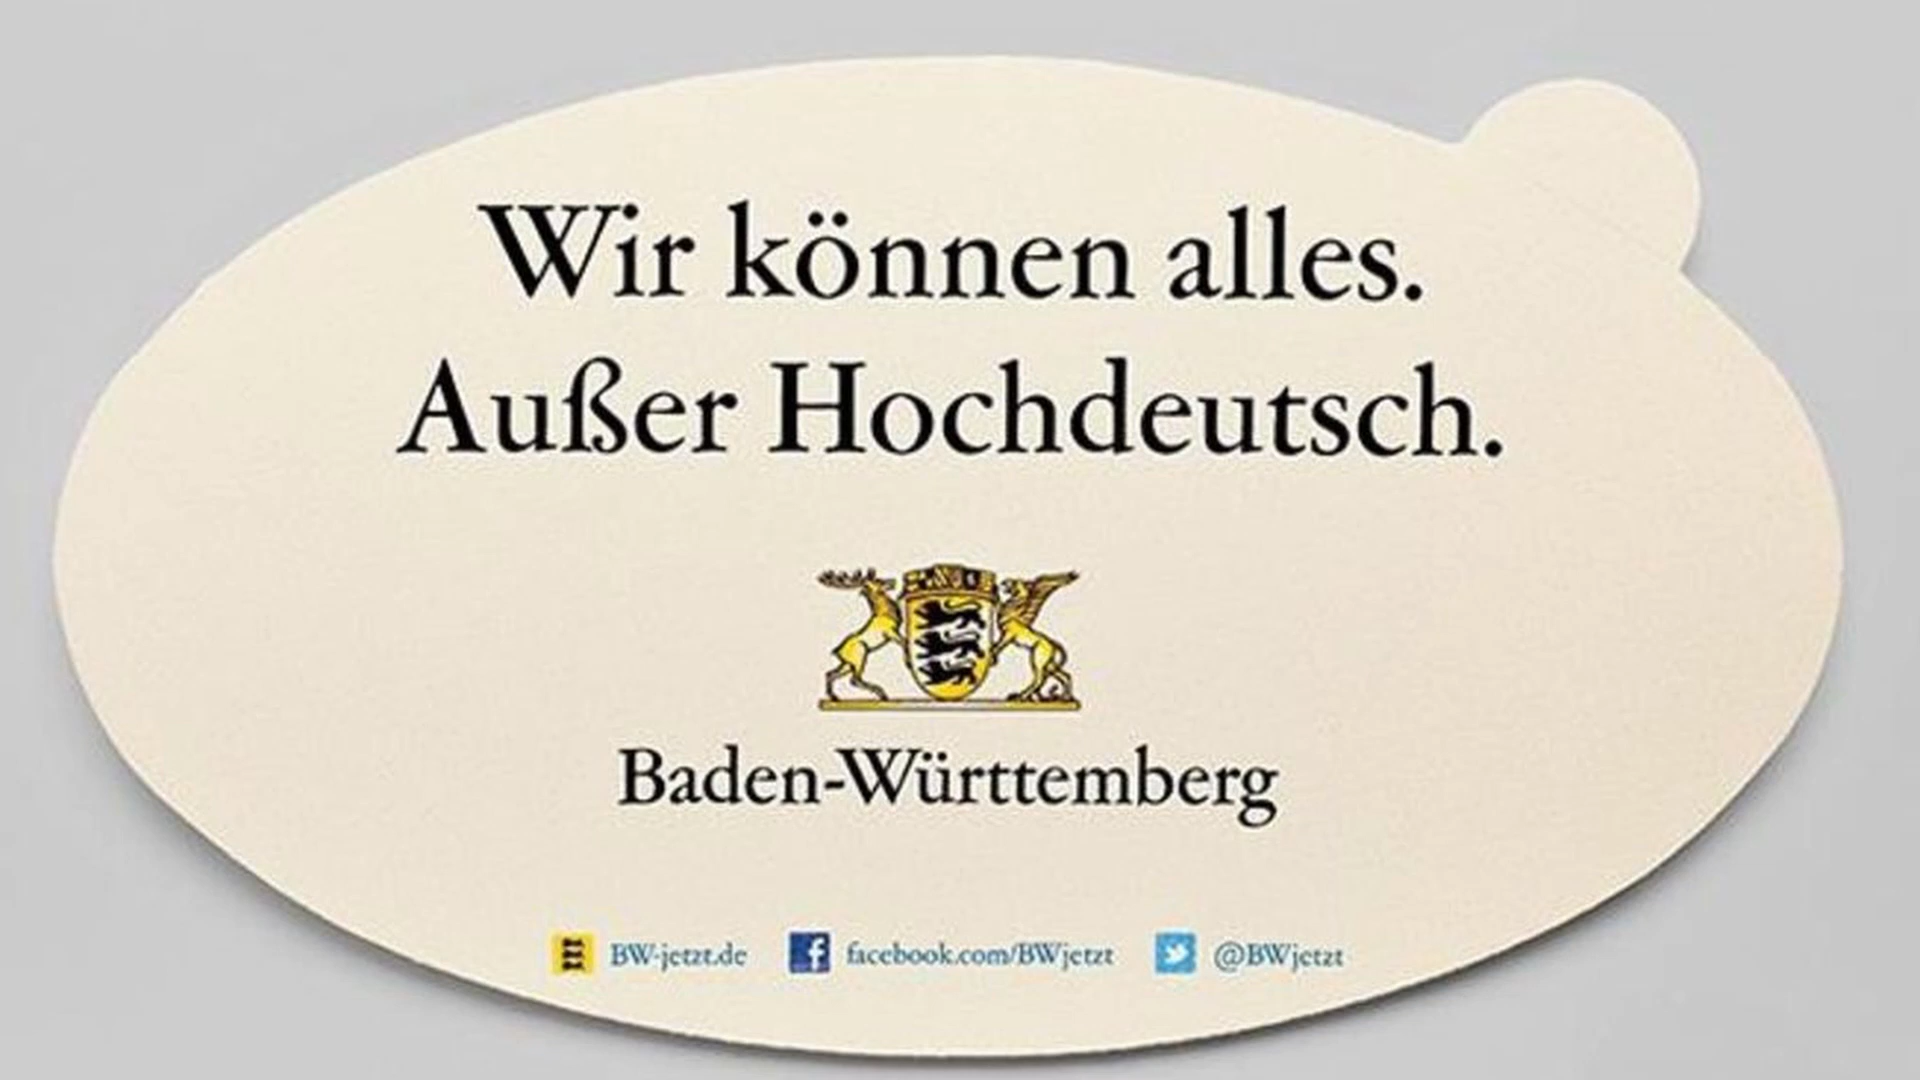 Wir können alles.
Außer Hochdeutsch.
Baden-Württemberg
BW-jetzt.de facebook.com/BWjetzt @BWjetzt